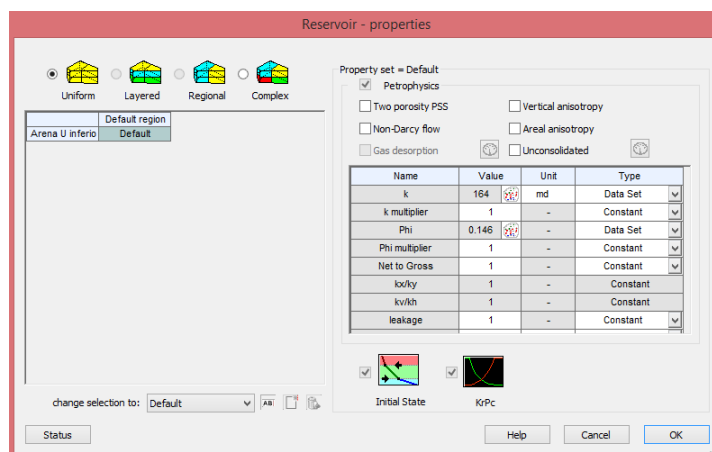 Reservoir - properties
Uniform
Layered
Regional
Complex
Default region
Arena U inferio
Default
change selection to:
Default
AB
Property set = Default
Petrophysics
Two porosity PSS
Vertical anisotropy
Non-Darcy flow
Areal anisotropy
Gas desorption
Unconsolidated
Name Value Unit Type
k 164 md Data Set
k multiplier 1 - Constant
Phi 0.146 - Data Set
Phi multiplier 1 - Constant
Net to Gross 1 - Constant
kx/ky 1 - Constant
kv/kh 1 - Constant
leakage 1 - Constant
Initial State
KrPc
Status
Help
Cancel
OK